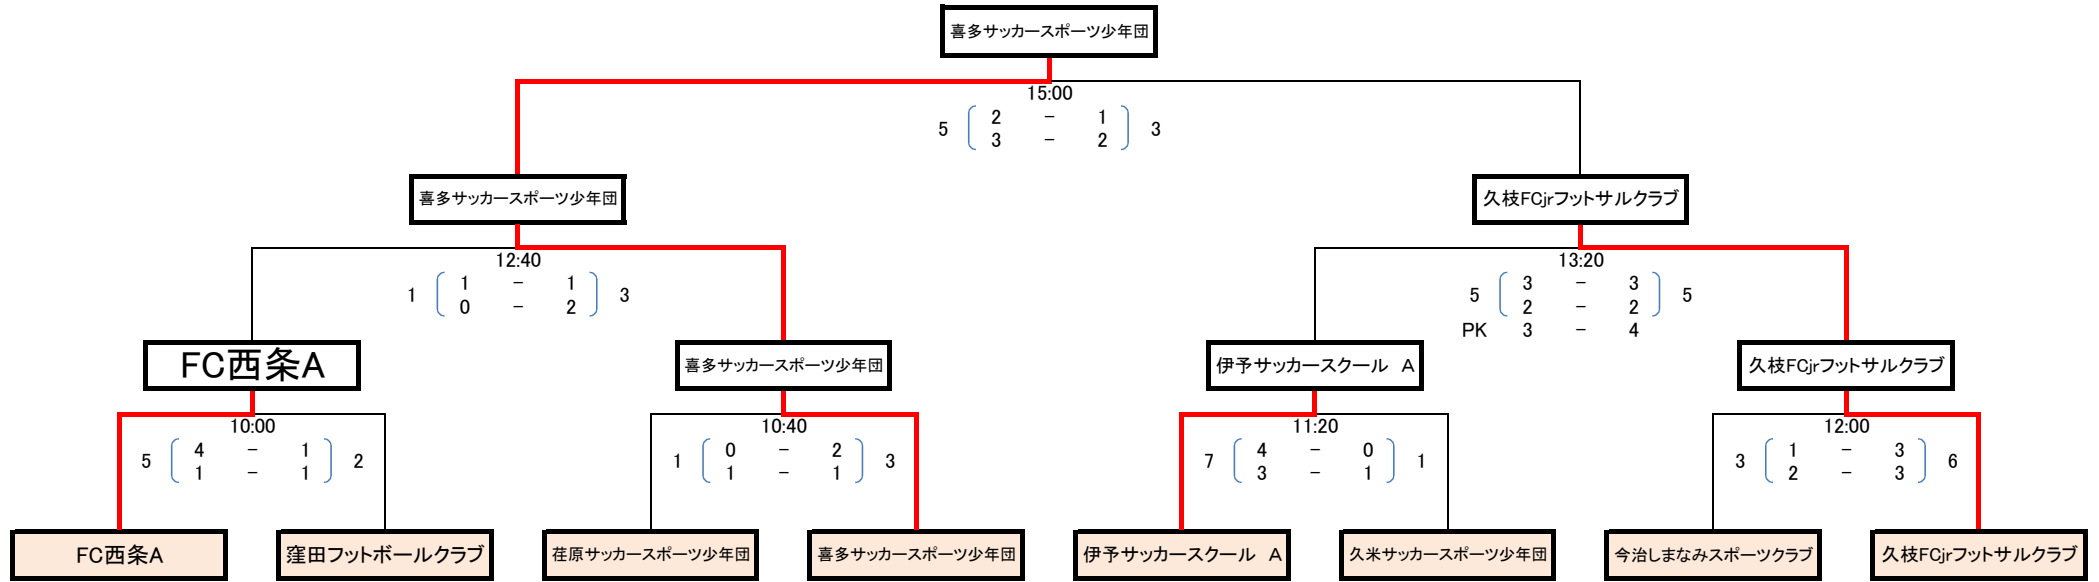 喜多サッカースポーツ少年団
15:00
5 2 － 1 3
3 － 2
喜多サッカースポーツ少年団 久枝FCjrフットサルクラブ
12:40 13:20
1 1 － 1 3 5 3 － 3 5
0 － 2 2 － 2
PK 3 － 4
FC西条A 喜多サッカースポーツ少年団 伊予サッカースクール　A 久枝FCjrフットサルクラブ
10:00 10:40 11:20 12:00
5 4 － 1 2 1 0 － 2 3 7 4 － 0 1 3 1 － 3 6
1 － 1 1 － 1 3 － 1 2 － 3
FC西条A 窪田フットボールクラブ 荏原サッカースポーツ少年団 喜多サッカースポーツ少年団 伊予サッカースクール　A 久米サッカースポーツ少年団 今治しまなみスポーツクラブ 久枝FCjrフットサルクラブ